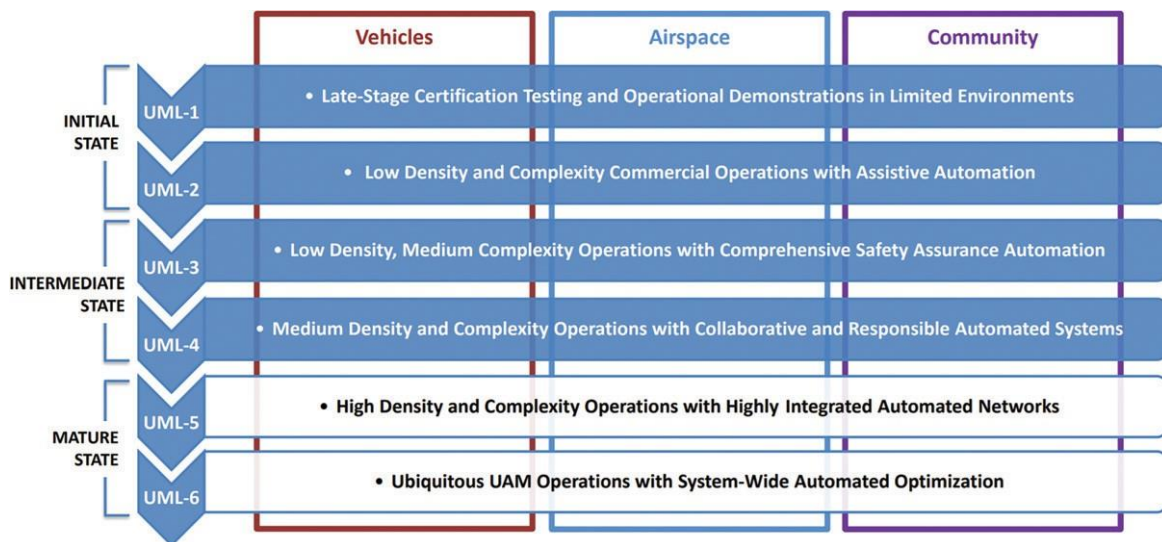 Vehicles
Airspace
Community
INITIAL
STATE
UML-1
• Late-Stage Certification Testing and Operational Demonstrations in Limited Environments
UML-2
• Low Density and Complexity Commercial Operations with Assistive Automation
INTERMEDIATE
STATE
UML-3
• Low Density, Medium Complexity Operations with Comprehensive Safety Assurance Automation
UML-4
• Medium Density and Complexity Operations with Collaborative and Responsible Automated Systems
MATURE
STATE
UML-5
• High Density and Complexity Operations with Highly Integrated Automated Networks
UML-6
• Ubiquitous UAM Operations with System-Wide Automated Optimization